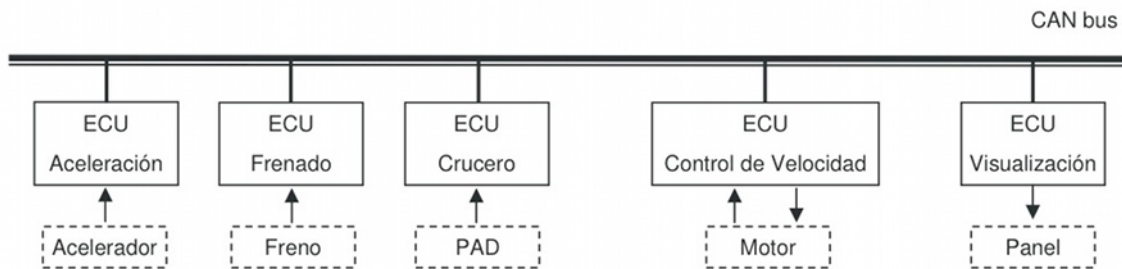 CAN bus
ECU
Aceleración
ECU
Frenado
ECU
Crucero
ECU
Control de Velocidad
ECU
Visualización
Acelerador
Freno
PAD
Motor
Panel